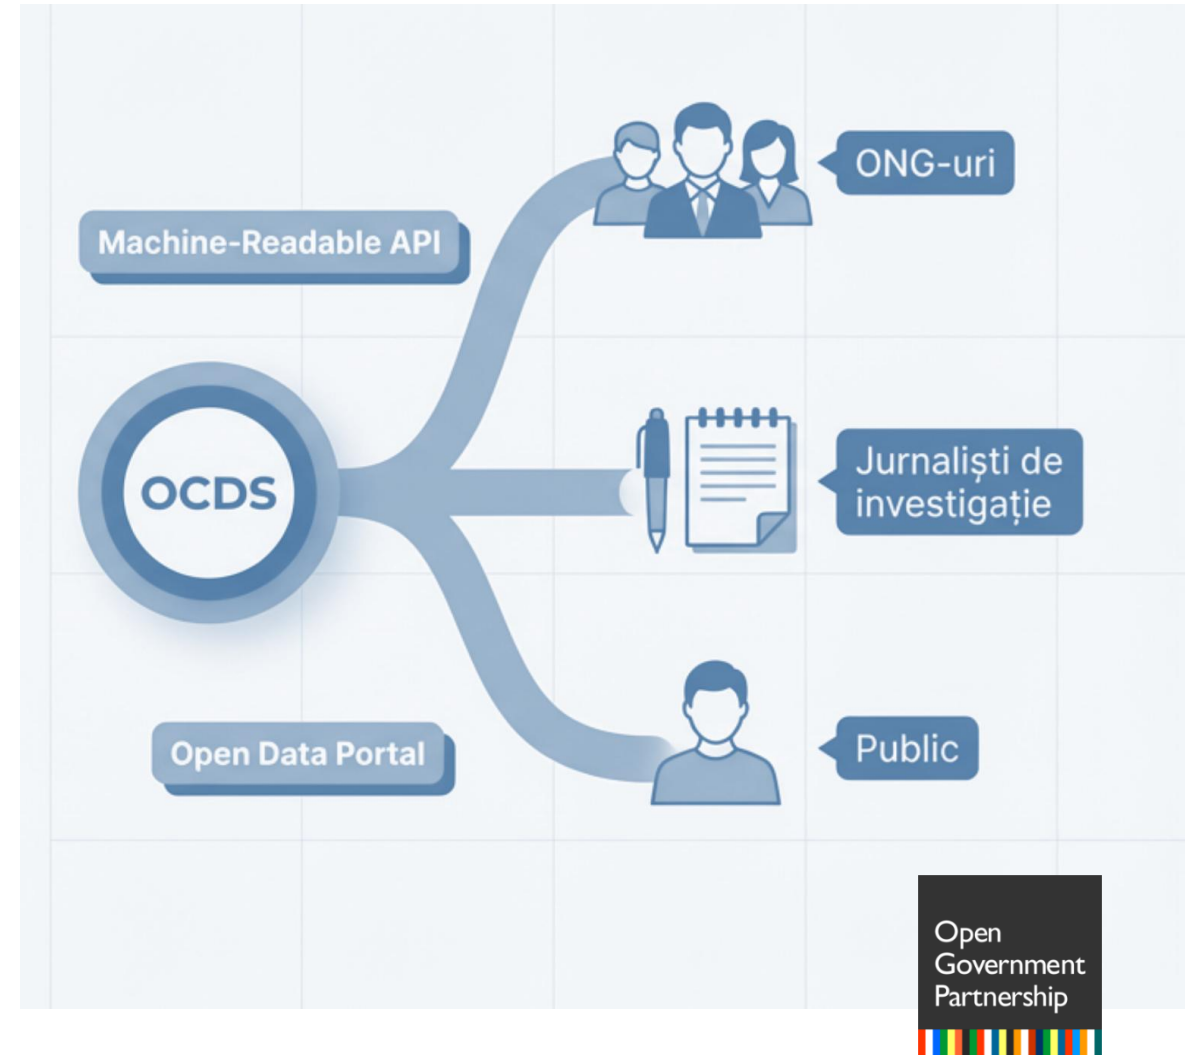 ONG-uri
Machine-Readable API
OCDS
Jurnaliști de
investigație
Open Data Portal
Public
Open
Government
Partnership